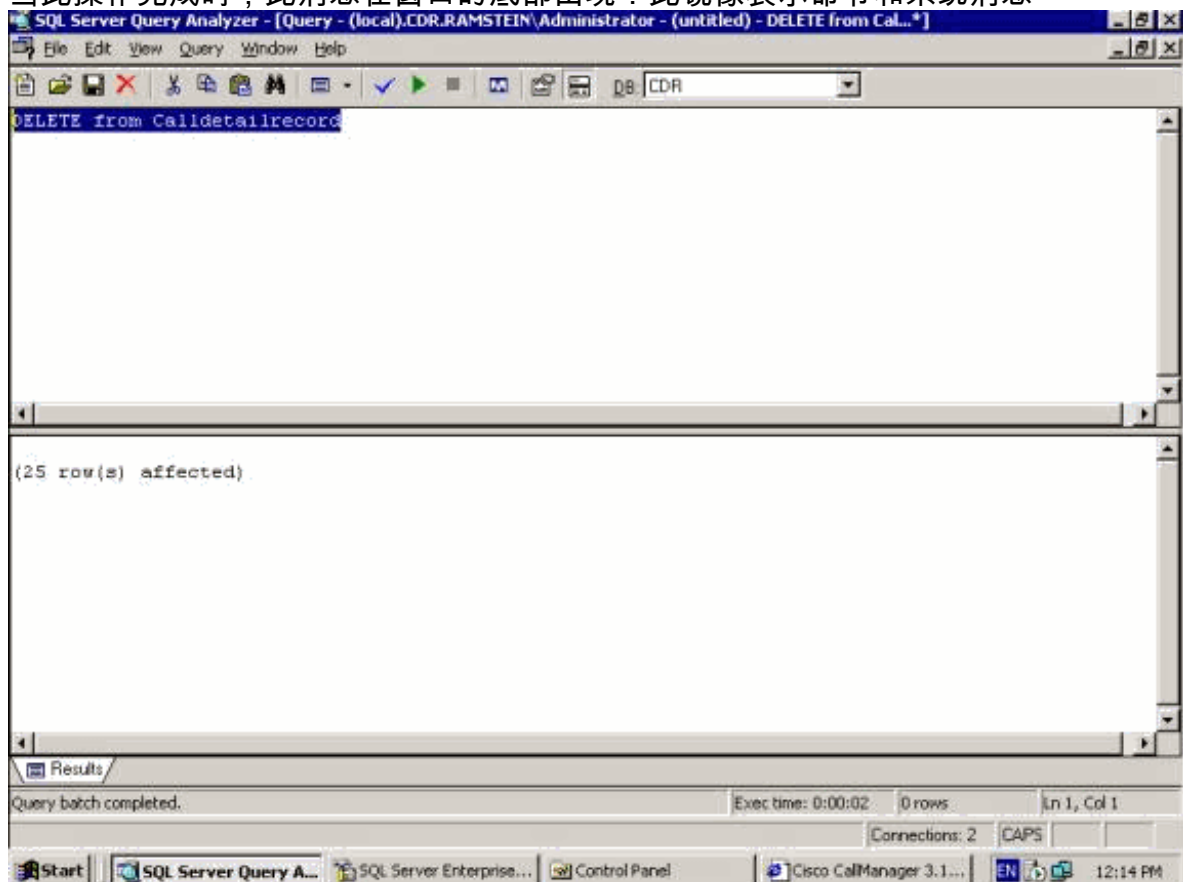 SQL Server Query Analyzer - [Query - (local).CDR.RAMSTEIN\Administrator - (untitled) - DELETE from Cal...*]
File Edit View Query Window Help
DB: CDR
DELETE from Calldetailrecord
(25 row(s) affected)
Results
Query batch completed. Exec time: 0:00:02 0 rows Ln 1, Col 1
Connections: 2 CAPS
Start SQL Server Query A... SQL Server Enterprise... Control Panel Cisco CallManager 3.1... EN 12:14 PM